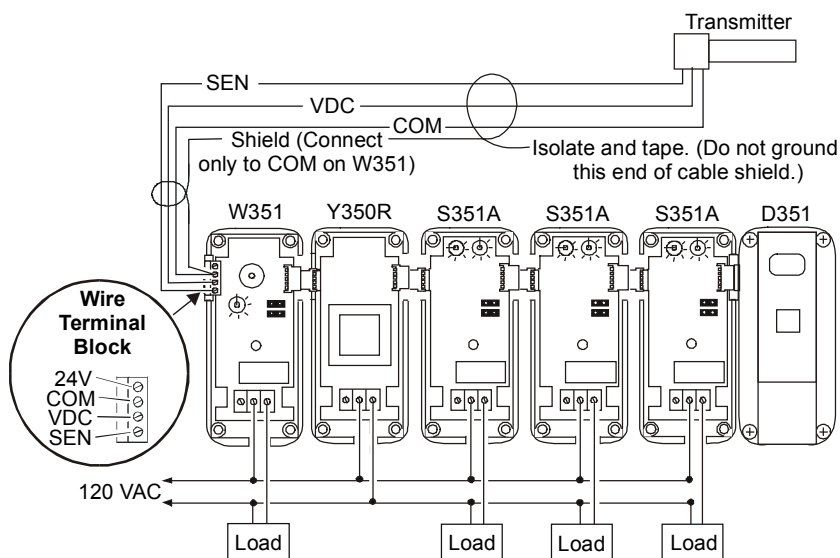 Transmitter
SEN
VDC
COM
Shield (Connect
only to COM on W351)
Isolate and tape. (Do not ground
this end of cable shield.)
W351
Y350R
S351A
S351A
S351A
D351
Wire
Terminal
Block
24V
COM
VDC
SEN
120 VAC
Load
Load
Load
Load